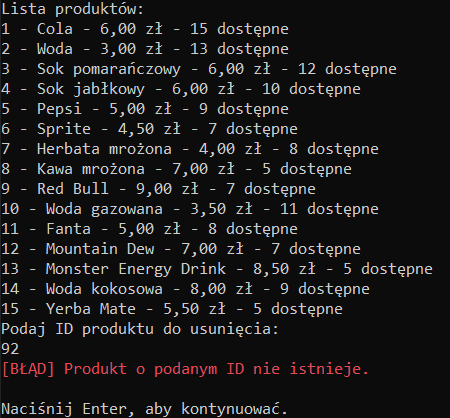 Lista produktów:
1 - Cola - 6,00 zł - 15 dostępne
2 - Woda - 3,00 zł - 13 dostępne
3 - Sok pomarańczowy - 6,00 zł - 12 dostępne
4 - Sok jabłkowy - 6,00 zł - 10 dostępne
5 - Pepsi - 5,00 zł - 9 dostępne
6 - Sprite - 4,50 zł - 7 dostępne
7 - Herbata mrożona - 4,00 zł - 8 dostępne
8 - Kawa mrożona - 7,00 zł - 5 dostępne
9 - Red Bull - 9,00 zł - 7 dostępne
10 - Woda gazowana - 3,50 zł - 11 dostępne
11 - Fanta - 5,00 zł - 8 dostępne
12 - Mountain Dew - 7,00 zł - 7 dostępne
13 - Monster Energy Drink - 8,50 zł - 5 dostępne
14 - Woda kokosowa - 8,00 zł - 9 dostępne
15 - Yerba Mate - 5,50 zł - 5 dostępne
Podaj ID produktu do usunięcia:
92
[BŁĄD] Produkt o podanym ID nie istnieje.
Naciśnij Enter, aby kontynuować.